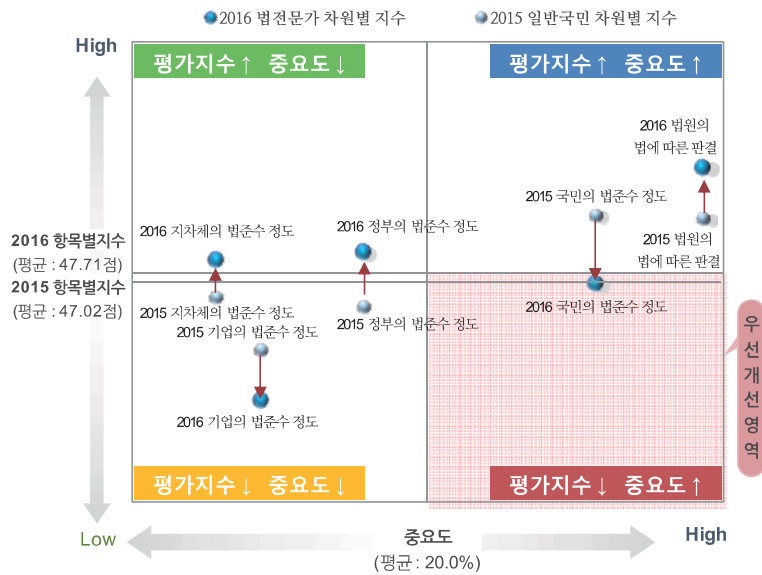 2016 법전문가 차원별 지수
2015 일반국민 차원별 지수
High
평가지수↑ 중요도↓
평가지수↑ 중요도↑
2016 법원의
법에 따른 판결
2015 국민의 법준수 정도
2016 지차체의 법준수 정도
2016 정부의 법준수 정도
2015 법원의
법에 따른 판결
2016 항목별지수
(평균 : 47.71점)
2015 항목별지수
(평균 : 47.02점)
2015 지차체의 법준수 정도
2015 기업의 법준수 정도
2015 정부의 법준수 정도
2016 국민의 법준수 정도
우선개선영역
2016 기업의 법준수 정도
평가지수↓ 중요도↓
평가지수↓ 중요도↑
Low
중요도
(평균 : 20.0%)
High